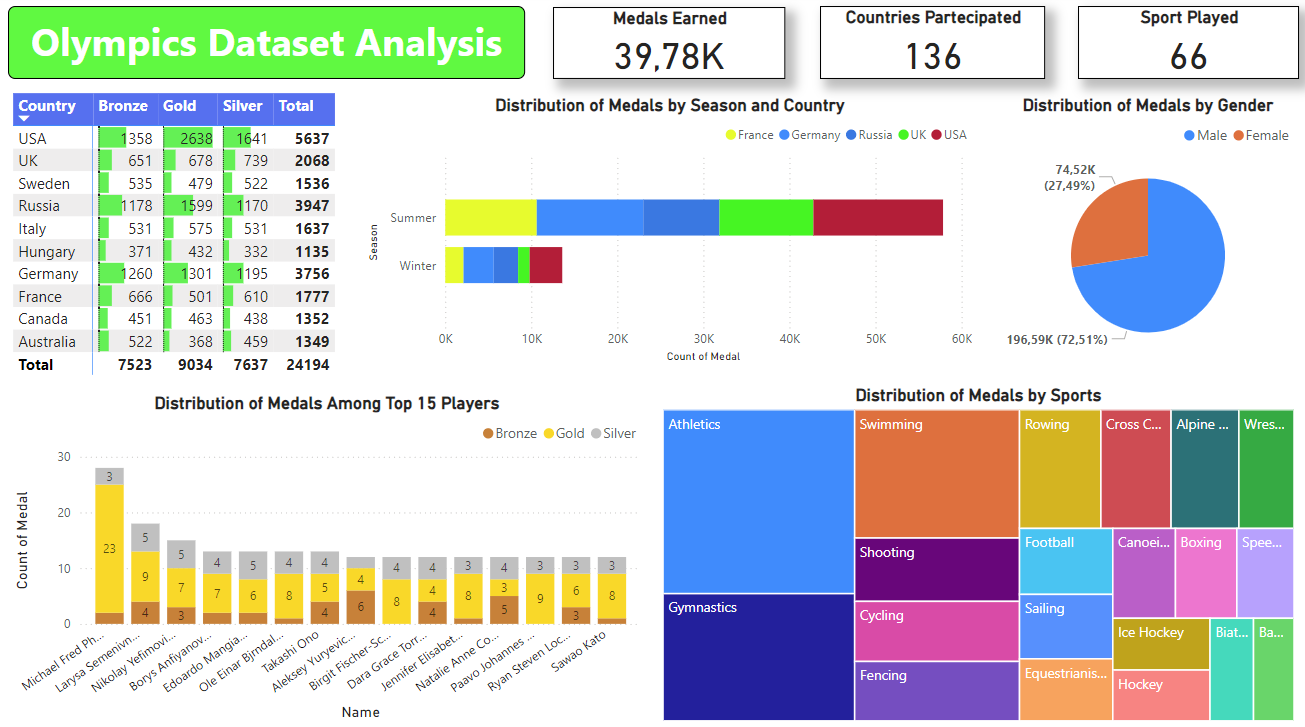 Olympics Dataset Analysis
Medals Earned
39,78K
Countries Partecipated
136
Sport Played
66
Country Bronze Gold Silver Total
USA 1358 2638 1641 5637
UK 651 678 739 2068
Sweden 535 479 522 1536
Russia 1178 1599 1170 3947
Italy 531 575 531 1637
Hungary 371 432 332 1135
Germany 1260 1301 1195 3756
France 666 501 610 1777
Canada 451 463 438 1352
Australia 522 368 459 1349
Total 7523 9034 7637 24194
Distribution of Medals by Season and Country
France Germany Russia UK USA
Season
Summer
Winter
0K 10K 20K 30K 40K 50K 60K
Count of Medal
Distribution of Medals by Gender
Male Female
74,52K
(27,49%)
196,59K (72,51%)
Distribution of Medals Among Top 15 Players
Bronze Gold Silver
Count of Medal
30
20
10
0
3
23
5
9
4
5
7
3
4
7
5
6
4
8
4
5
4
4
6
4
8
4
4
4
3
8
4
3
5
3
9
3
6
3
3
8
Michael Fred Ph...
Larysa Semenivn...
Nikolay Yefimovi...
Borys Anfiyanov...
Edoardo Mangia...
Ole Einar Bjrndal...
Takashi Ono
Aleksey Yuryevic...
Birgit Fischer-Sc...
Dara Grace Torr...
Jennifer Elisabet...
Natalie Anne Co...
Paavo Johannes ...
Ryan Steven Loc...
Sawao Kato
Name
Distribution of Medals by Sports
Athletics
Gymnastics
Swimming
Shooting
Cycling
Fencing
Rowing
Cross C...
Alpine ...
Wres...
Football
Sailing
Equestrianis...
Canoei...
Boxing
Spee...
Ice Hockey
Hockey
Biat...
Ba...